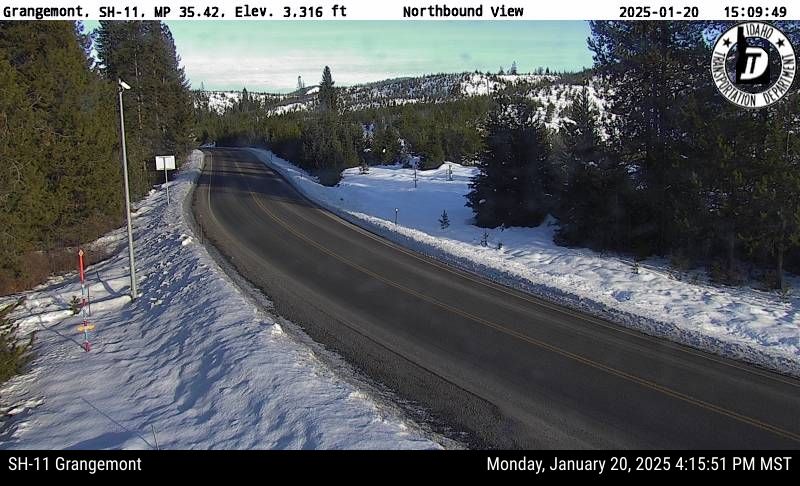 Grangemont, SH-11, MP 35.42, Elev. 3,316 ft Northbound View 2025-01-20 15:09:49
IDAHO
TRANSPORTATION DEPARTMENT
SH-11 Grangemont Monday, January 20, 2025 4:15:51 PM MST